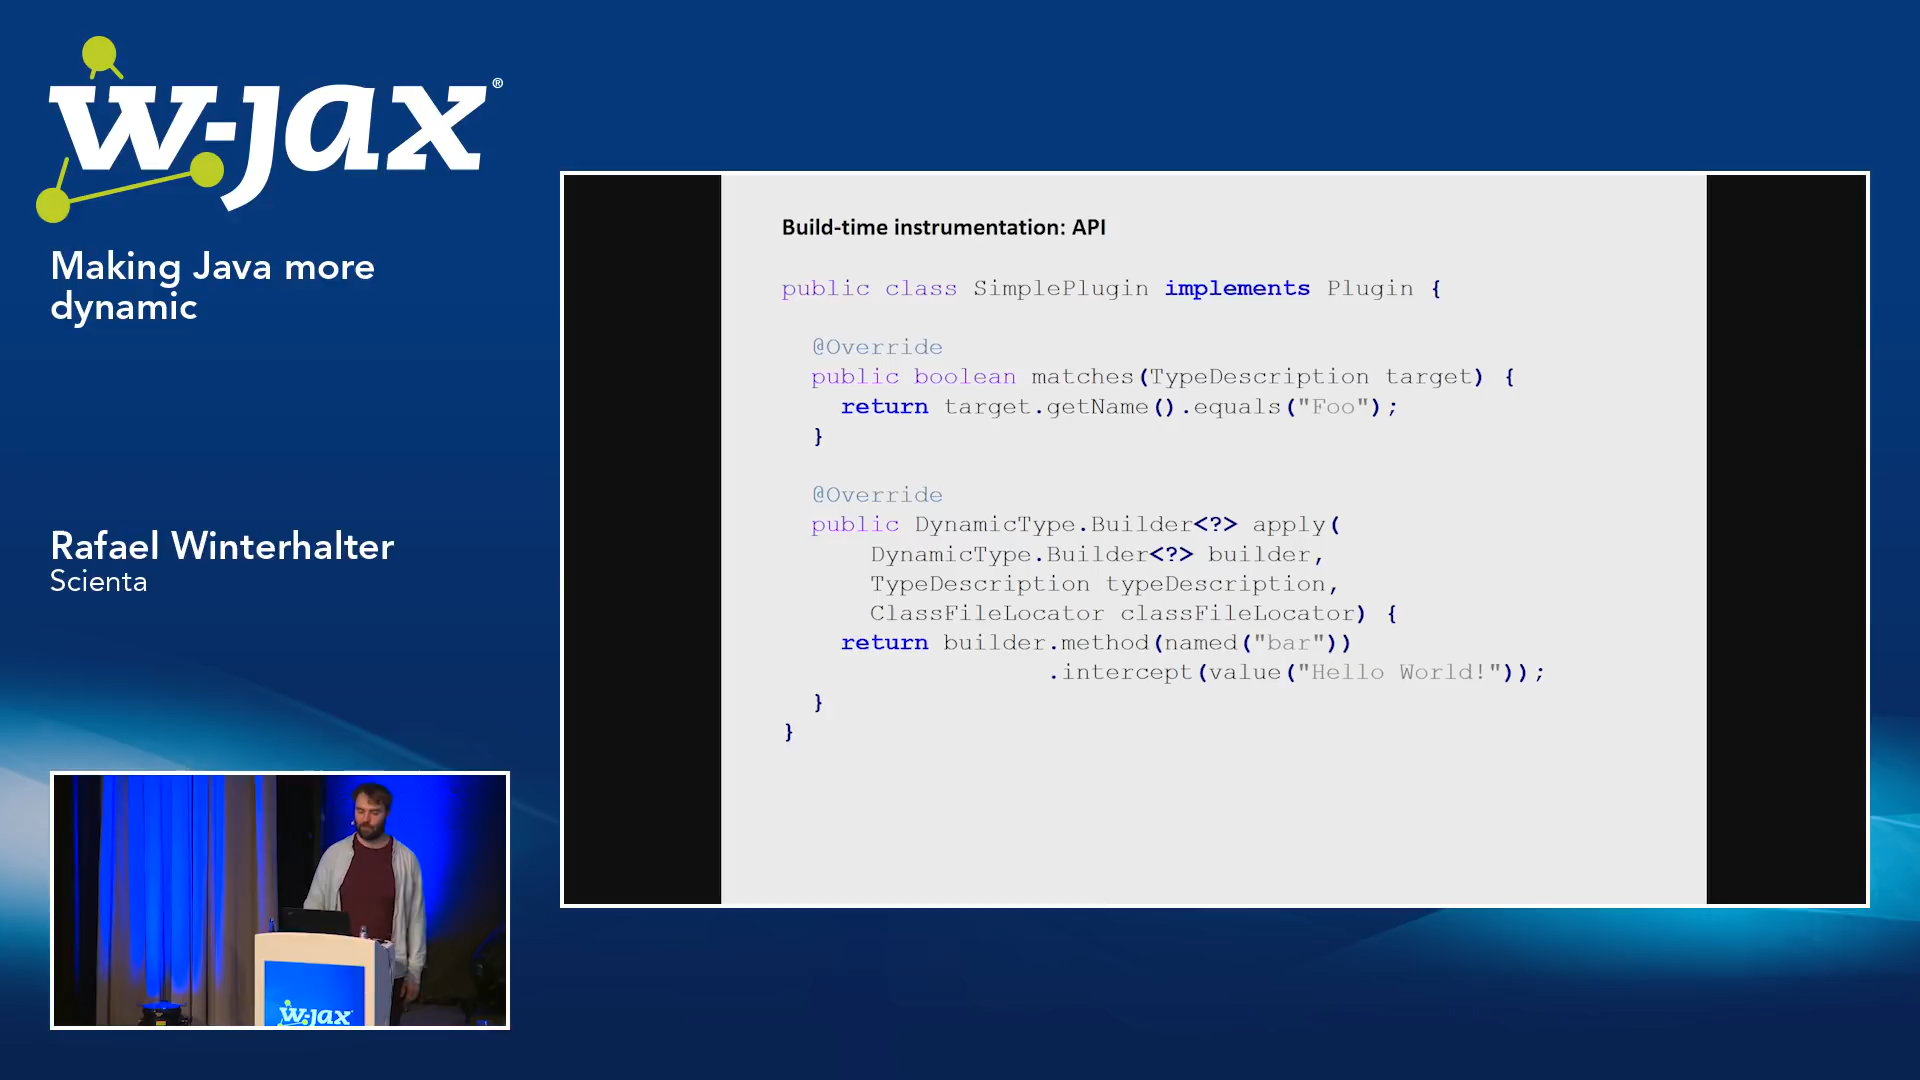 w-jax®
Making Java more
dynamic
Rafael Winterhalter
Scienta
Build-time instrumentation: API
public class SimplePlugin implements Plugin {
@Override
public boolean matches(TypeDescription target) {
return target.getName().equals("Foo");
}
@Override
public DynamicType.Builder<?> apply(
DynamicType.Builder<?> builder,
TypeDescription typeDescription,
ClassFileLocator classFileLocator) {
return builder.method(named("bar"))
.intercept(value("Hello World!"));
}
}
w-jax